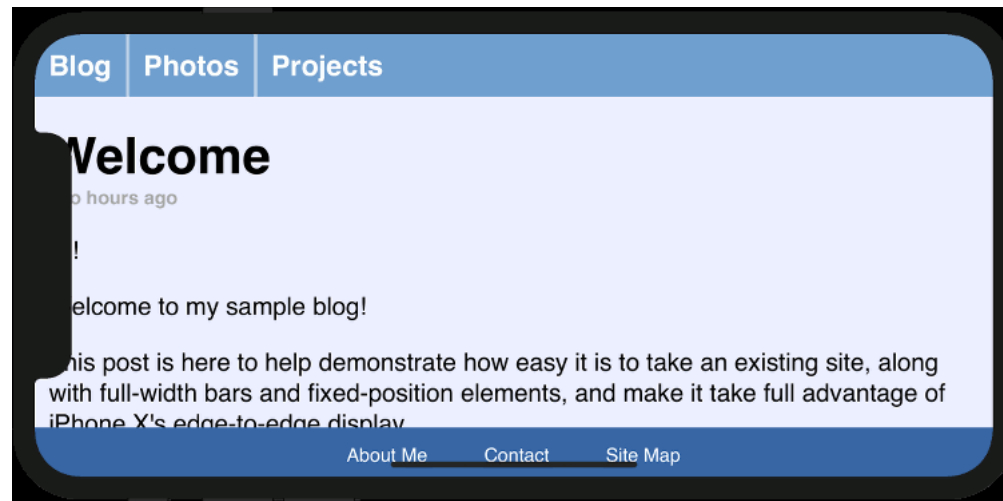 Blog Photos Projects
Welcome
hours ago
!
to my sample blog!
post is here to help demonstrate how easy it is to take an existing site, along
with full-width bars and fixed-position elements, and make it take full advantage of
iPhone X's edge-to-edge display
About Me Contact Site Map